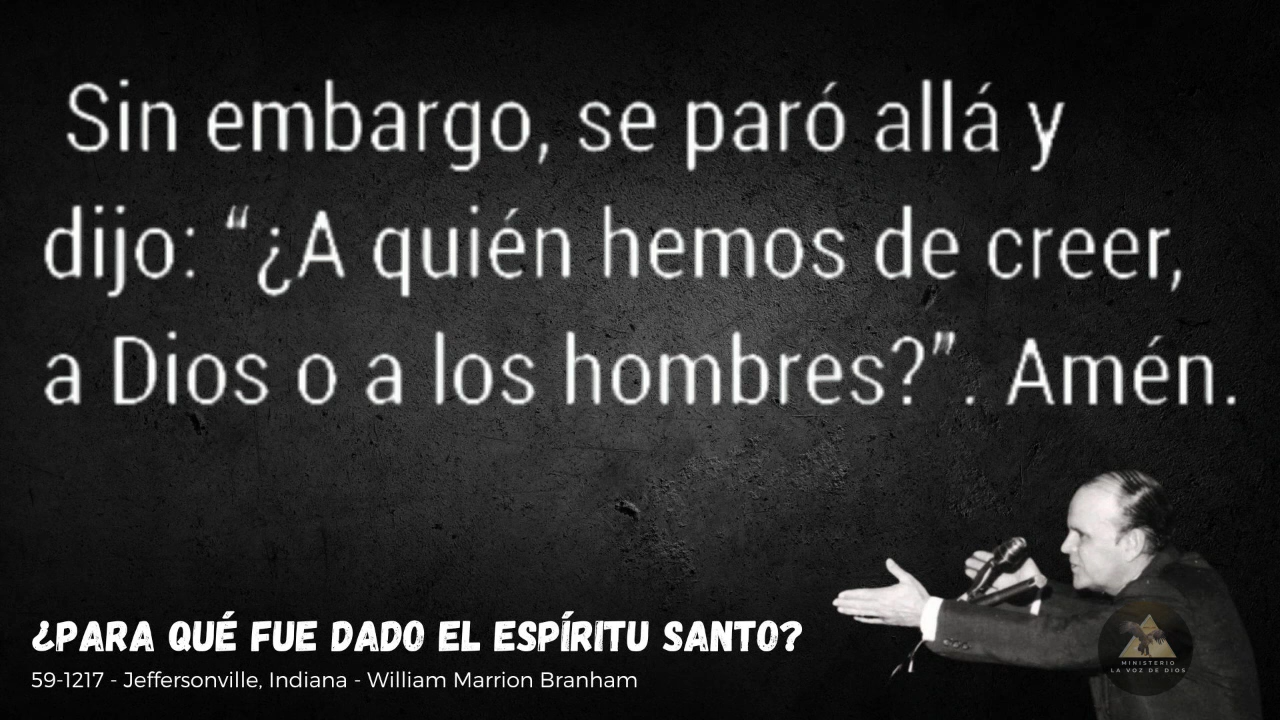 Sin embargo, se paró allá y
dijo: “¿A quién hemos de creer,
a Dios o a los hombres?”. Amén.
¿PARA QUÉ FUE DADO EL ESPÍRITU SANTO?
59-1217 - Jeffersonville, Indiana - William Marrion Branham
MINISTERIO
LA VOZ DE DIOS